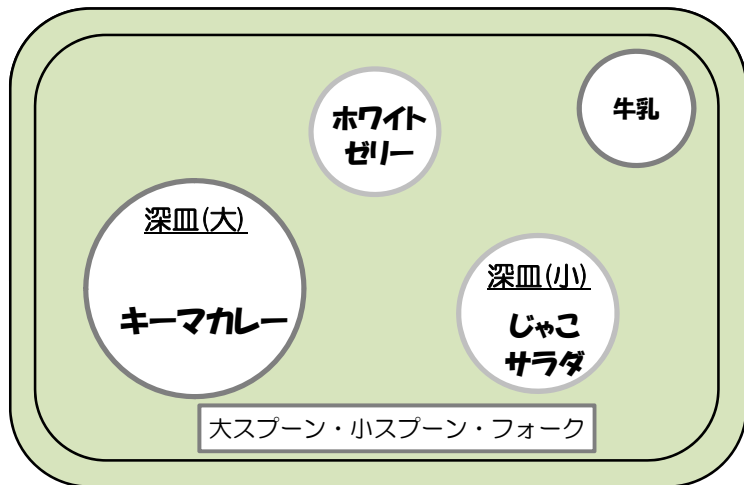 ホワイト
ゼリー
牛乳
深皿(大)
キーマカレー
深皿(小)
じゃこ
サラダ
大スプーン・小スプーン・フォーク